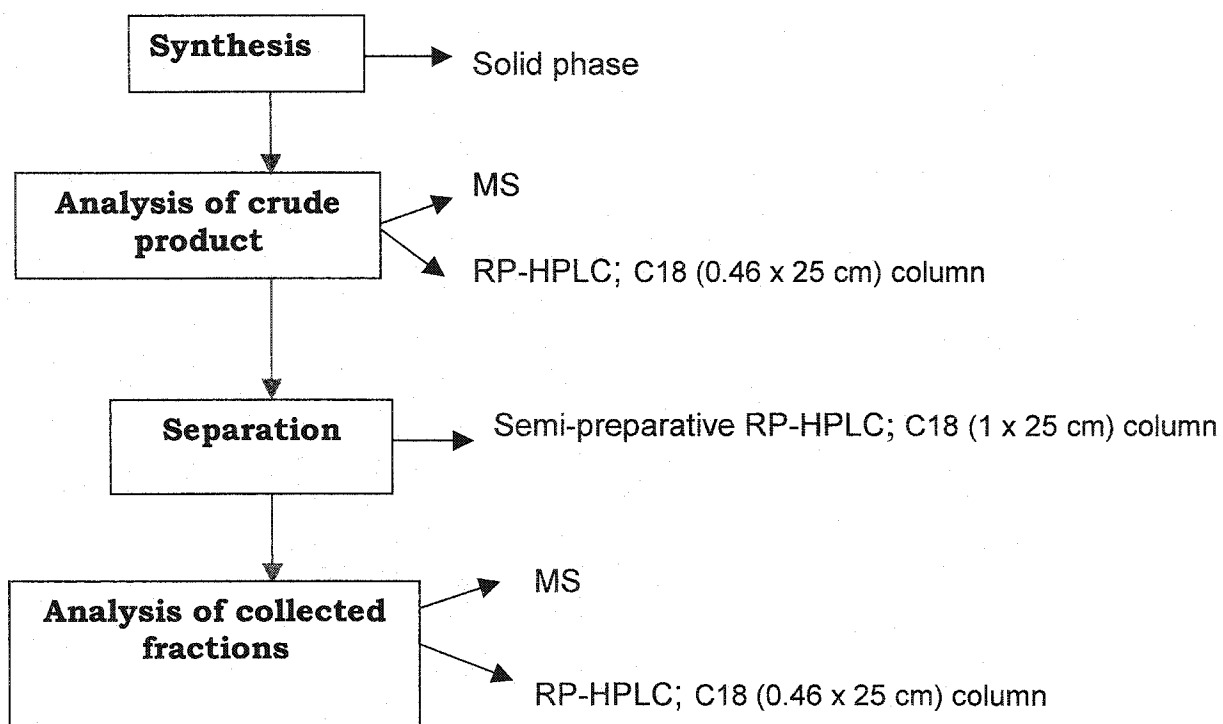 Synthesis
Solid phase
Analysis of crude
product
MS
RP-HPLC; C18 (0.46 x 25 cm) column
Separation
Semi-preparative RP-HPLC; C18 (1 x 25 cm) column
Analysis of collected
fractions
MS
RP-HPLC; C18 (0.46 x 25 cm) column